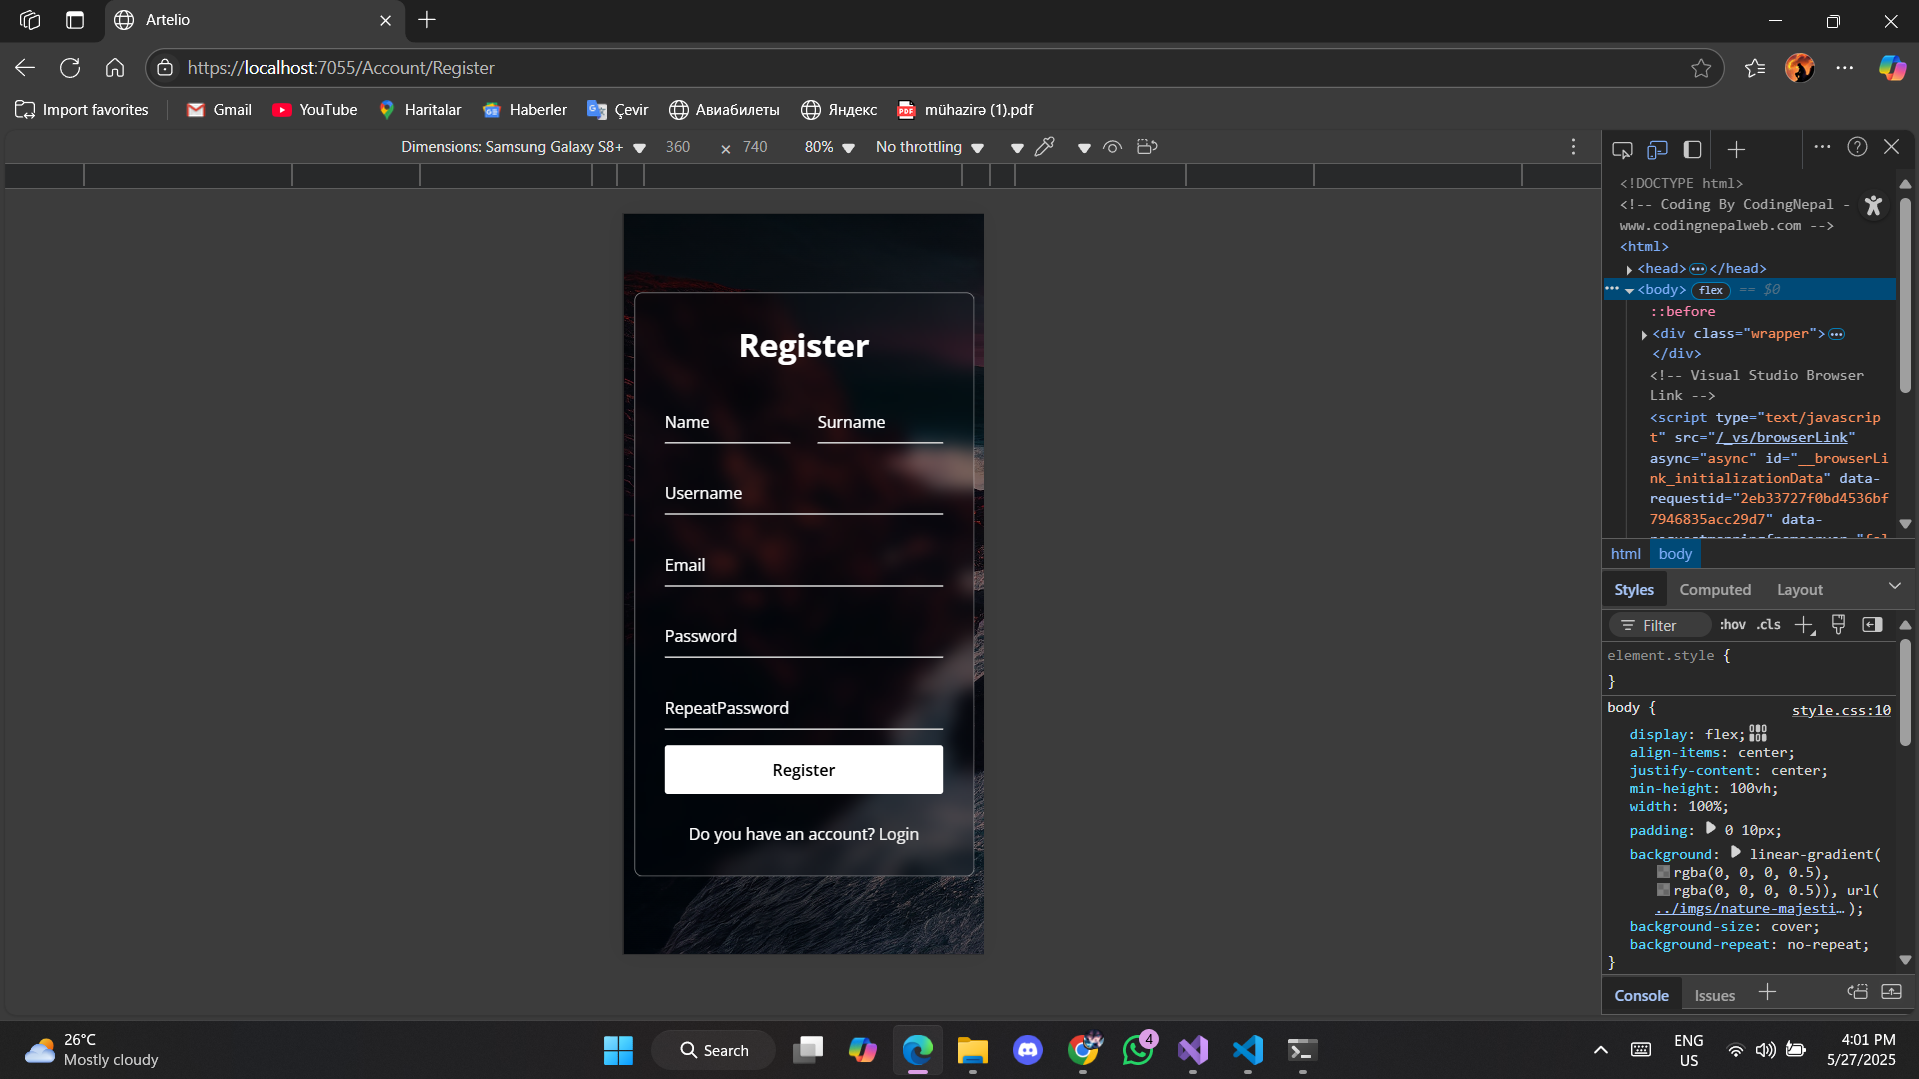 Artelio
https://localhost:7055/Account/Register
Import favorites
Gmail
YouTube
Haritalar
Haberler
Çevir
Авиабилеты
Яндекс
mühazirə (1).pdf
Dimensions: Samsung Galaxy S8+
360
×
740
80%
No throttling
<!DOCTYPE html>
<!-- Coding By CodingNepal -
www.codingnepalweb.com -->
<html>
<head> ••• </head>
••• <body> flex == $0
::before
<div class="wrapper"> •••
</div>
<!-- Visual Studio Browser
Link -->
<script type="text/javascrip
t" src="/_vs/browserLink"
async="async" id="__browserLi
nk_initializationData" data-
requestid="2eb33727f0bd4536bf
7946835acc29d7" data-
html
body
Styles
Computed
Layout
Filter
:hov
.cls
element.style {
}
body {
style.css:10
display: flex;
align-items: center;
justify-content: center;
min-height: 100vh;
width: 100%;
padding: 0 10px;
background: linear-gradient(
rgba(0, 0, 0, 0.5),
rgba(0, 0, 0, 0.5)), url(
../imgs/nature-majesti… );
background-size: cover;
background-repeat: no-repeat;
}
Console
Issues
Register
Name
Surname
Username
Email
Password
RepeatPassword
Register
Do you have an account? Login
26°C
Mostly cloudy
Search
4
ENG
US
4:01 PM
5/27/2025